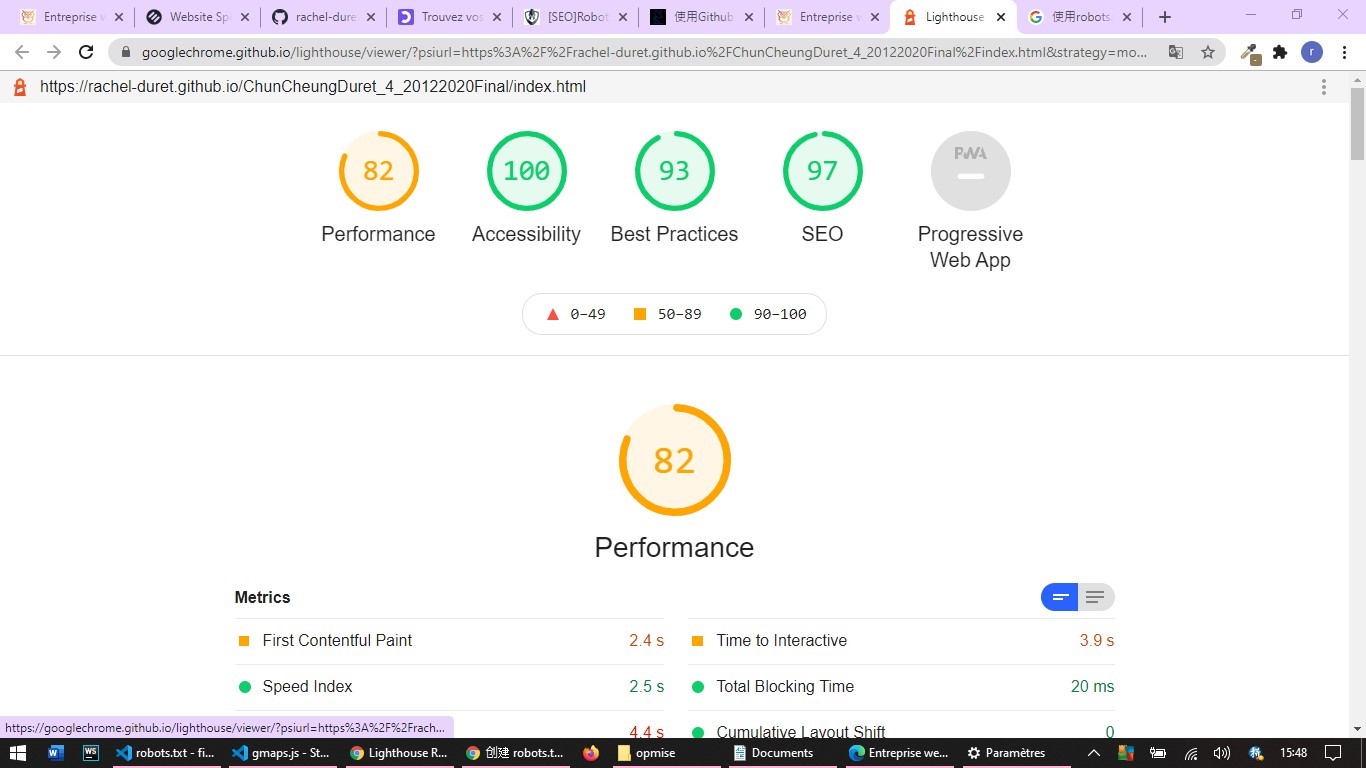 Entreprise w
Website Spe
rachel-dure
Trouvez vos
[SEO]Robot
使用Github
Entreprise w
Lighthouse
使用robots.
googlechrome.github.io/lighthouse/viewer/?psiurl=https%3A%2F%2Frachel-duret.github.io%2FChunCheungDuret_4_20122020Final%2Findex.html&strategy=mo...
r
https://rachel-duret.github.io/ChunCheungDuret_4_20122020Final/index.html
82 100 93 97 PWA
Performance Accessibility Best Practices SEO Progressive
Web App
0–49 50–89 90–100
82
Performance
Metrics
First Contentful Paint 2.4 s Time to Interactive 3.9 s
Speed Index 2.5 s Total Blocking Time 20 ms
4.4 s Cumulative Layout Shift 0
https://googlechrome.github.io/lighthouse/viewer/?psiurl=https%3A%2F%2Frach...
robots.txt - fi... gmaps.js - St... Lighthouse R... 创建 robots.t... opmise Documents Entreprise we... Paramètres 15:48